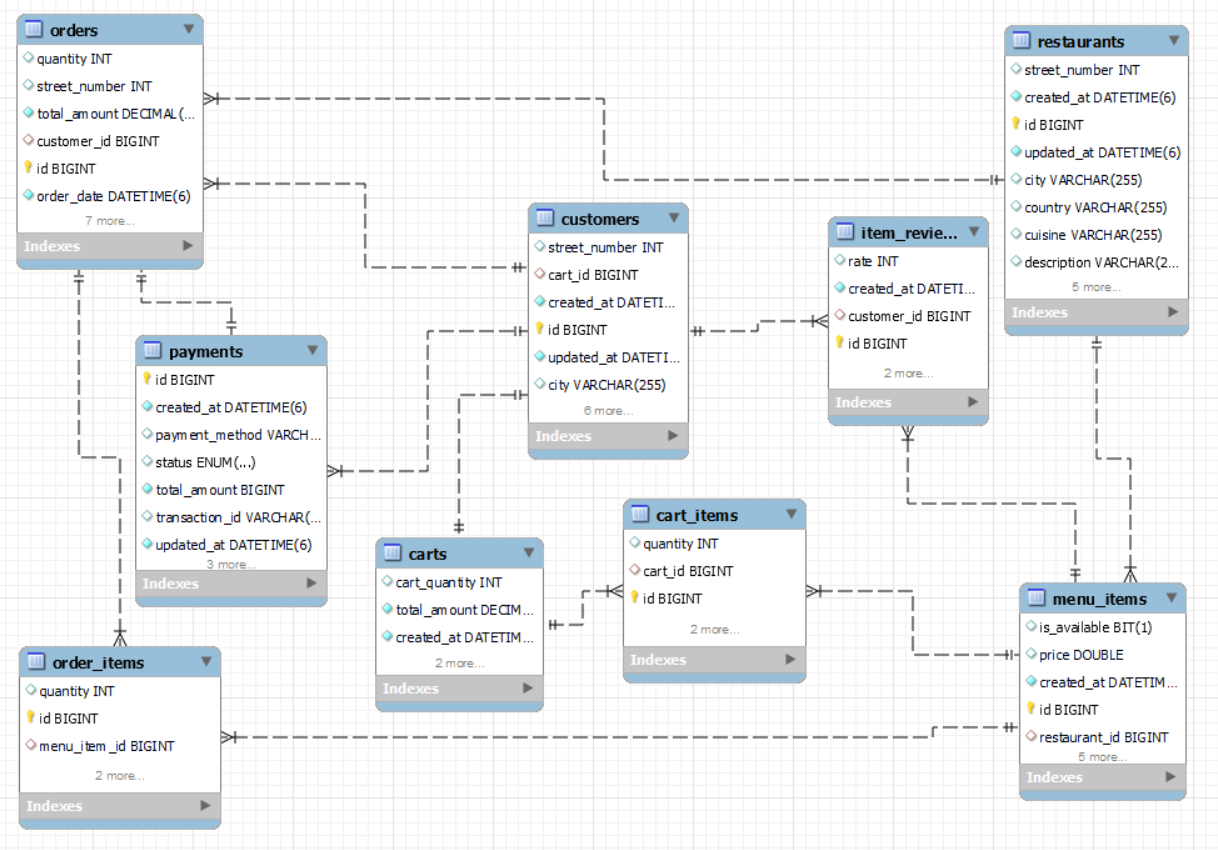 orders
quantity INT
street_number INT
total_amount DECIMAL(...
customer_id BIGINT
id BIGINT
order_date DATETIME(6)
7 more...
Indexes
restaurants
street_number INT
created_at DATETIME(6)
id BIGINT
updated_at DATETIME(6)
city VARCHAR(255)
country VARCHAR(255)
cuisine VARCHAR(255)
description VARCHAR(2...
5 more...
Indexes
customers
street_number INT
cart_id BIGINT
created_at DATETI...
id BIGINT
updated_at DATETI...
city VARCHAR(255)
6 more...
Indexes
item_revie...
rate INT
created_at DATETI...
customer_id BIGINT
id BIGINT
2 more...
Indexes
payments
id BIGINT
created_at DATETIME(6)
payment_method VARCH...
status ENUM(...)
total_amount BIGINT
transaction_id VARCHAR(...
updated_at DATETIME(6)
3 more...
Indexes
carts
cart_quantity INT
total_amount DECIM...
created_at DATETIM...
2 more...
Indexes
cart_items
quantity INT
cart_id BIGINT
id BIGINT
2 more...
Indexes
menu_items
is_available BIT(1)
price DOUBLE
created_at DATETIM...
id BIGINT
restaurant_id BIGINT
5 more...
Indexes
order_items
quantity INT
id BIGINT
menu_item_id BIGINT
2 more...
Indexes